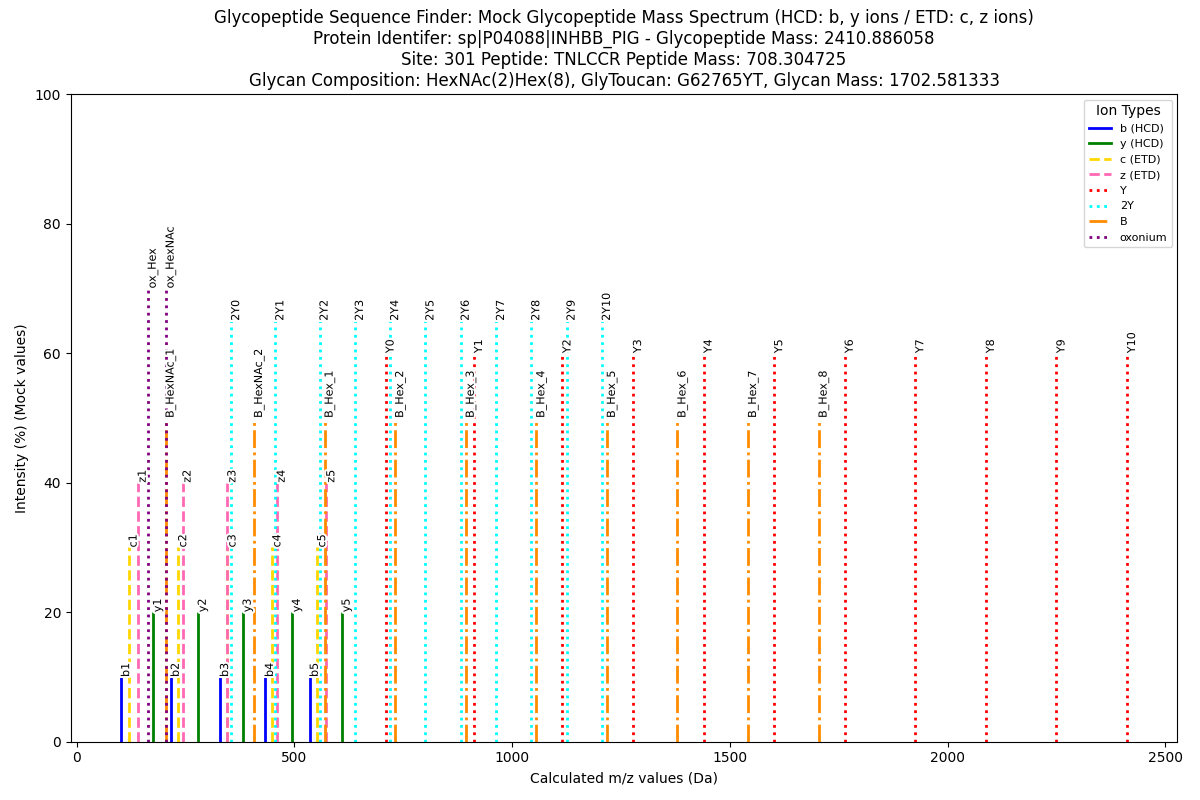 Glycopeptide Sequence Finder: Mock Glycopeptide Mass Spectrum (HCD: b, y ions / ETD: c, z ions)
Protein Identifer: sp|P04088|INHBB_PIG - Glycopeptide Mass: 2410.886058
Site: 301 Peptide: TNLCCR Peptide Mass: 708.304725
Glycan Composition: HexNAc(2)Hex(8), GlyToucan: G62765YT, Glycan Mass: 1702.581333
Ion Types
b (HCD)
y (HCD)
c (ETD)
z (ETD)
Y
2Y
B
oxonium
ox_Hex
ox_HexNAc
2Y0
2Y1
2Y2
2Y3
2Y4
2Y5
2Y6
2Y7
2Y8
2Y9
2Y10
Y0
Y1
Y2
Y3
Y4
Y5
Y6
Y7
Y8
Y9
Y10
B_HexNAc_1
B_HexNAc_2
B_Hex_1
B_Hex_2
B_Hex_3
B_Hex_4
B_Hex_5
B_Hex_6
B_Hex_7
B_Hex_8
z1
z2
z3
z4
z5
c1
c2
c3
c4
c5
y1
y2
y3
y4
y5
b1
b2
b3
b4
b5
100
80
60
40
20
0
Intensity (%) (Mock values)
0
500
1000
1500
2000
2500
Calculated m/z values (Da)